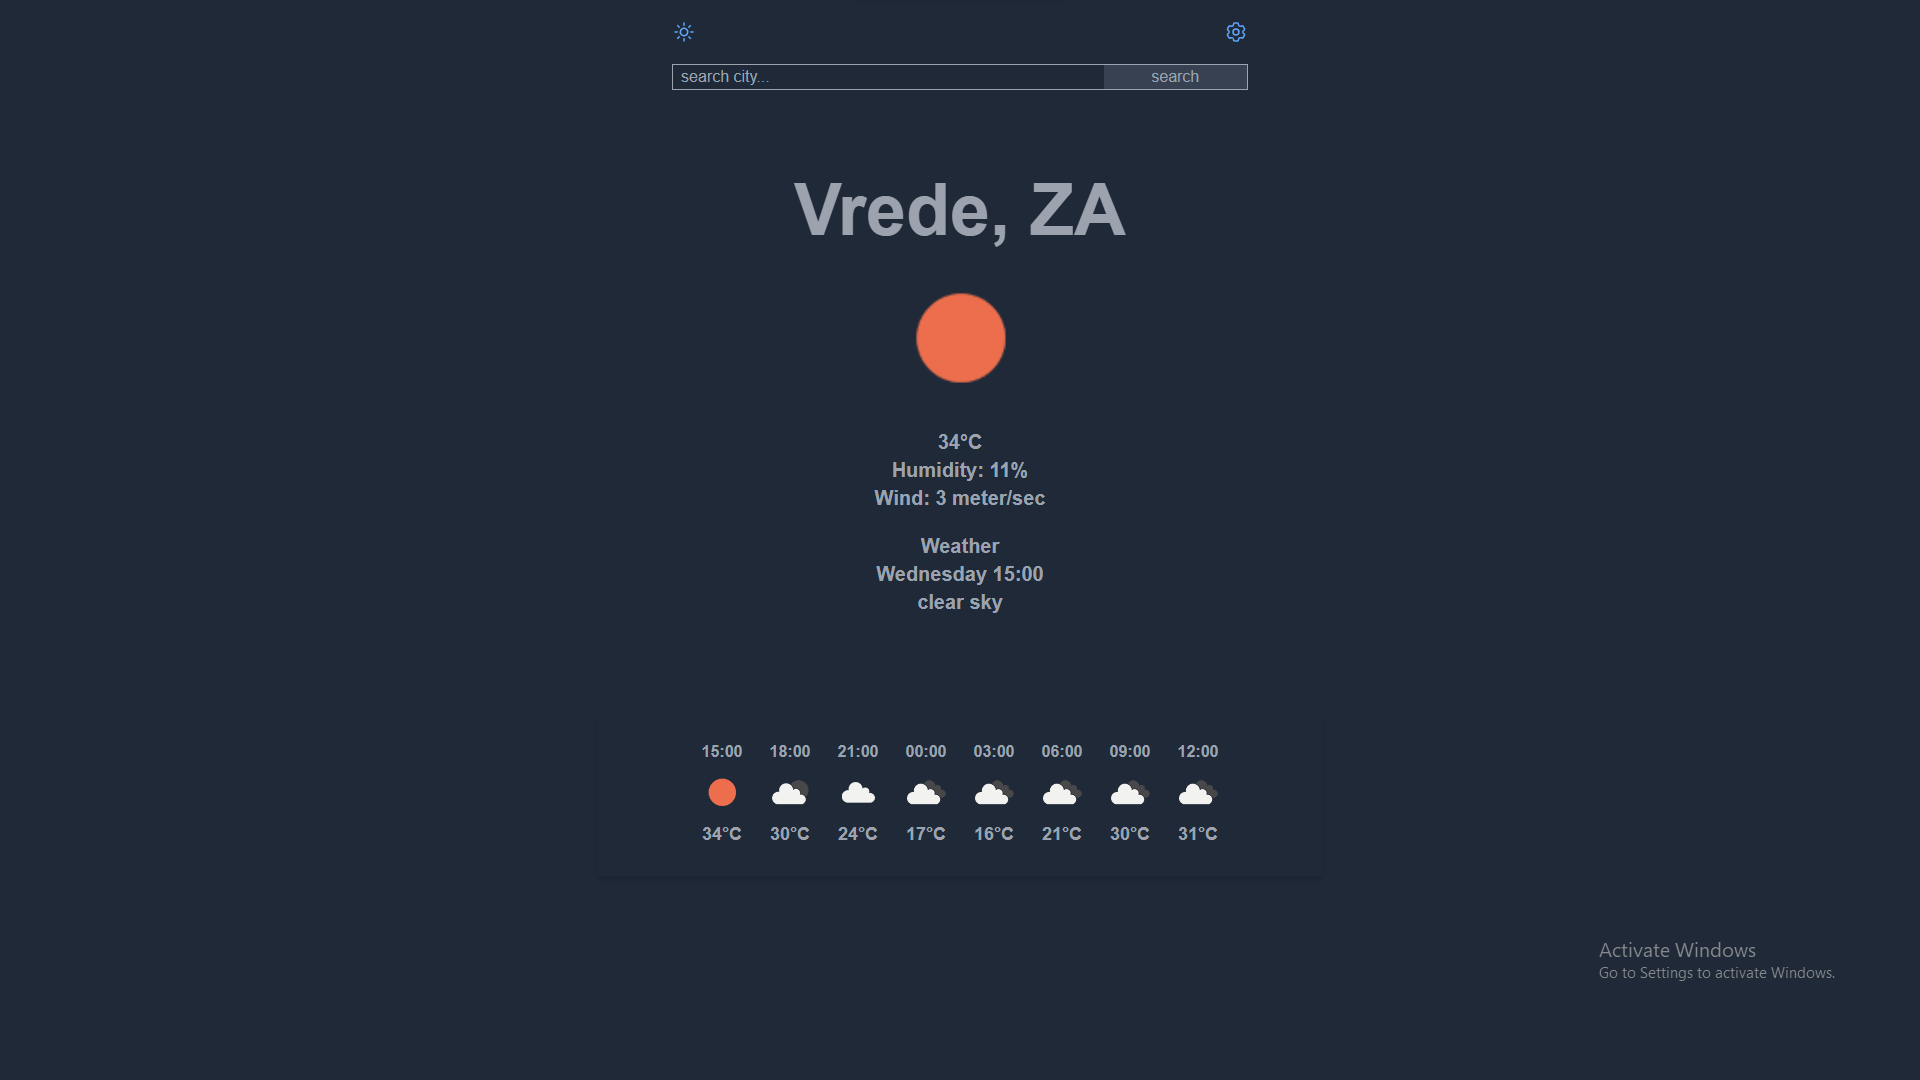 search city...
search
Vrede, ZA
34°C
Humidity: 11%
Wind: 3 meter/sec
Weather
Wednesday 15:00
clear sky
15:00 18:00 21:00 00:00 03:00 06:00 09:00 12:00
34°C 30°C 24°C 17°C 16°C 21°C 30°C 31°C
Activate Windows
Go to Settings to activate Windows.